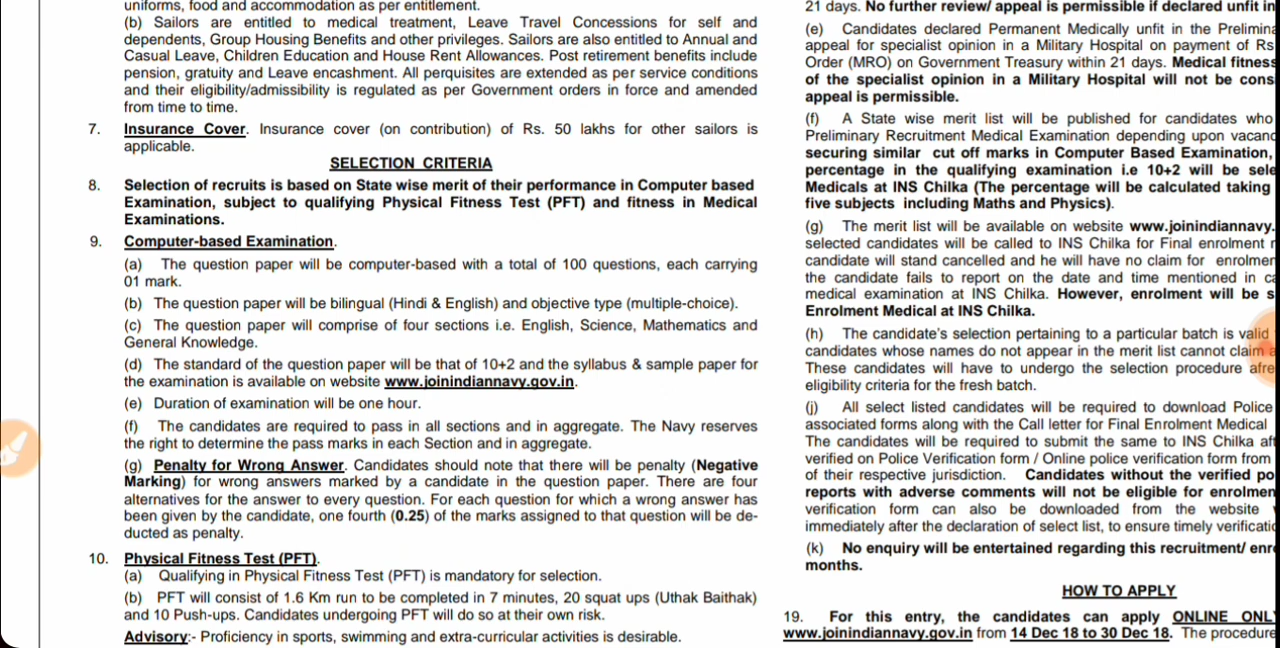 uniforms, food and accommodation as per entitlement.
(b) Sailors are entitled to medical treatment, Leave Travel Concessions for self and
dependents, Group Housing Benefits and other privileges. Sailors are also entitled to Annual and
Casual Leave, Children Education and House Rent Allowances. Post retirement benefits include
pension, gratuity and Leave encashment. All perquisites are extended as per service conditions
and their eligibility/admissibility is regulated as per Government orders in force and amended
from time to time.
7. Insurance Cover. Insurance cover (on contribution) of Rs. 50 lakhs for other sailors is
applicable.
SELECTION CRITERIA
8. Selection of recruits is based on State wise merit of their performance in Computer based
Examination, subject to qualifying Physical Fitness Test (PFT) and fitness in Medical
Examinations.
9. Computer-based Examination.
(a) The question paper will be computer-based with a total of 100 questions, each carrying
01 mark.
(b) The question paper will be bilingual (Hindi & English) and objective type (multiple-choice).
(c) The question paper will comprise of four sections i.e. English, Science, Mathematics and
General Knowledge.
(d) The standard of the question paper will be that of 10+2 and the syllabus & sample paper for
the examination is available on website www.joinindiannavy.gov.in.
(e) Duration of examination will be one hour.
(f) The candidates are required to pass in all sections and in aggregate. The Navy reserves
the right to determine the pass marks in each Section and in aggregate.
(g) Penalty for Wrong Answer. Candidates should note that there will be penalty (Negative
Marking) for wrong answers marked by a candidate in the question paper. There are four
alternatives for the answer to every question. For each question for which a wrong answer has
been given by the candidate, one fourth (0.25) of the marks assigned to that question will be de-
ducted as penalty.
10. Physical Fitness Test (PFT).
(a) Qualifying in Physical Fitness Test (PFT) is mandatory for selection.
(b) PFT will consist of 1.6 Km run to be completed in 7 minutes, 20 squat ups (Uthak Baithak)
and 10 Push-ups. Candidates undergoing PFT will do so at their own risk.
Advisory:- Proficiency in sports, swimming and extra-curricular activities is desirable.
21 days. No further review/ appeal is permissible if declared unfit in
(e) Candidates declared Permanent Medically unfit in the
appeal for specialist opinion in a Military Hospital on payment of Rs
Order (MRO) on Government Treasury within 21 days. Medical fitness
of the specialist opinion in a Military Hospital will not be
appeal is permissible.
(f) A State wise merit list will be published for candidates who
Preliminary Recruitment Medical Examination depending upon
securing similar cut off marks in Computer Based Examination,
percentage in the qualifying examination i.e 10+2 will be
Medicals at INS Chilka (The percentage will be calculated taking
five subjects including Maths and Physics).
(g) The merit list will be available on website www.joinindiannavy.
selected candidates will be called to INS Chilka for Final enrolment
candidate will stand cancelled and he will have no claim for
the candidate fails to report on the date and time mentioned in
medical examination at INS Chilka. However, enrolment will be
Enrolment Medical at INS Chilka.
(h) The candidate's selection pertaining to a particular batch is valid
candidates whose names do not appear in the merit list cannot claim
These candidates will have to undergo the selection procedure
eligibility criteria for the fresh batch.
(j) All select listed candidates will be required to download Police
associated forms along with the Call letter for Final Enrolment Medical
The candidates will be required to submit the same to INS Chilka
verified on Police Verification form / Online police verification form from
of their respective jurisdiction. Candidates without the verified
reports with adverse comments will not be eligible for
verification form can also be downloaded from the website
immediately after the declaration of select list, to ensure timely
(k) No enquiry will be entertained regarding this recruitment/
months.
HOW TO APPLY
19. For this entry, the candidates can apply ONLINE
www.joinindiannavy.gov.in from 14 Dec 18 to 30 Dec 18. The procedure